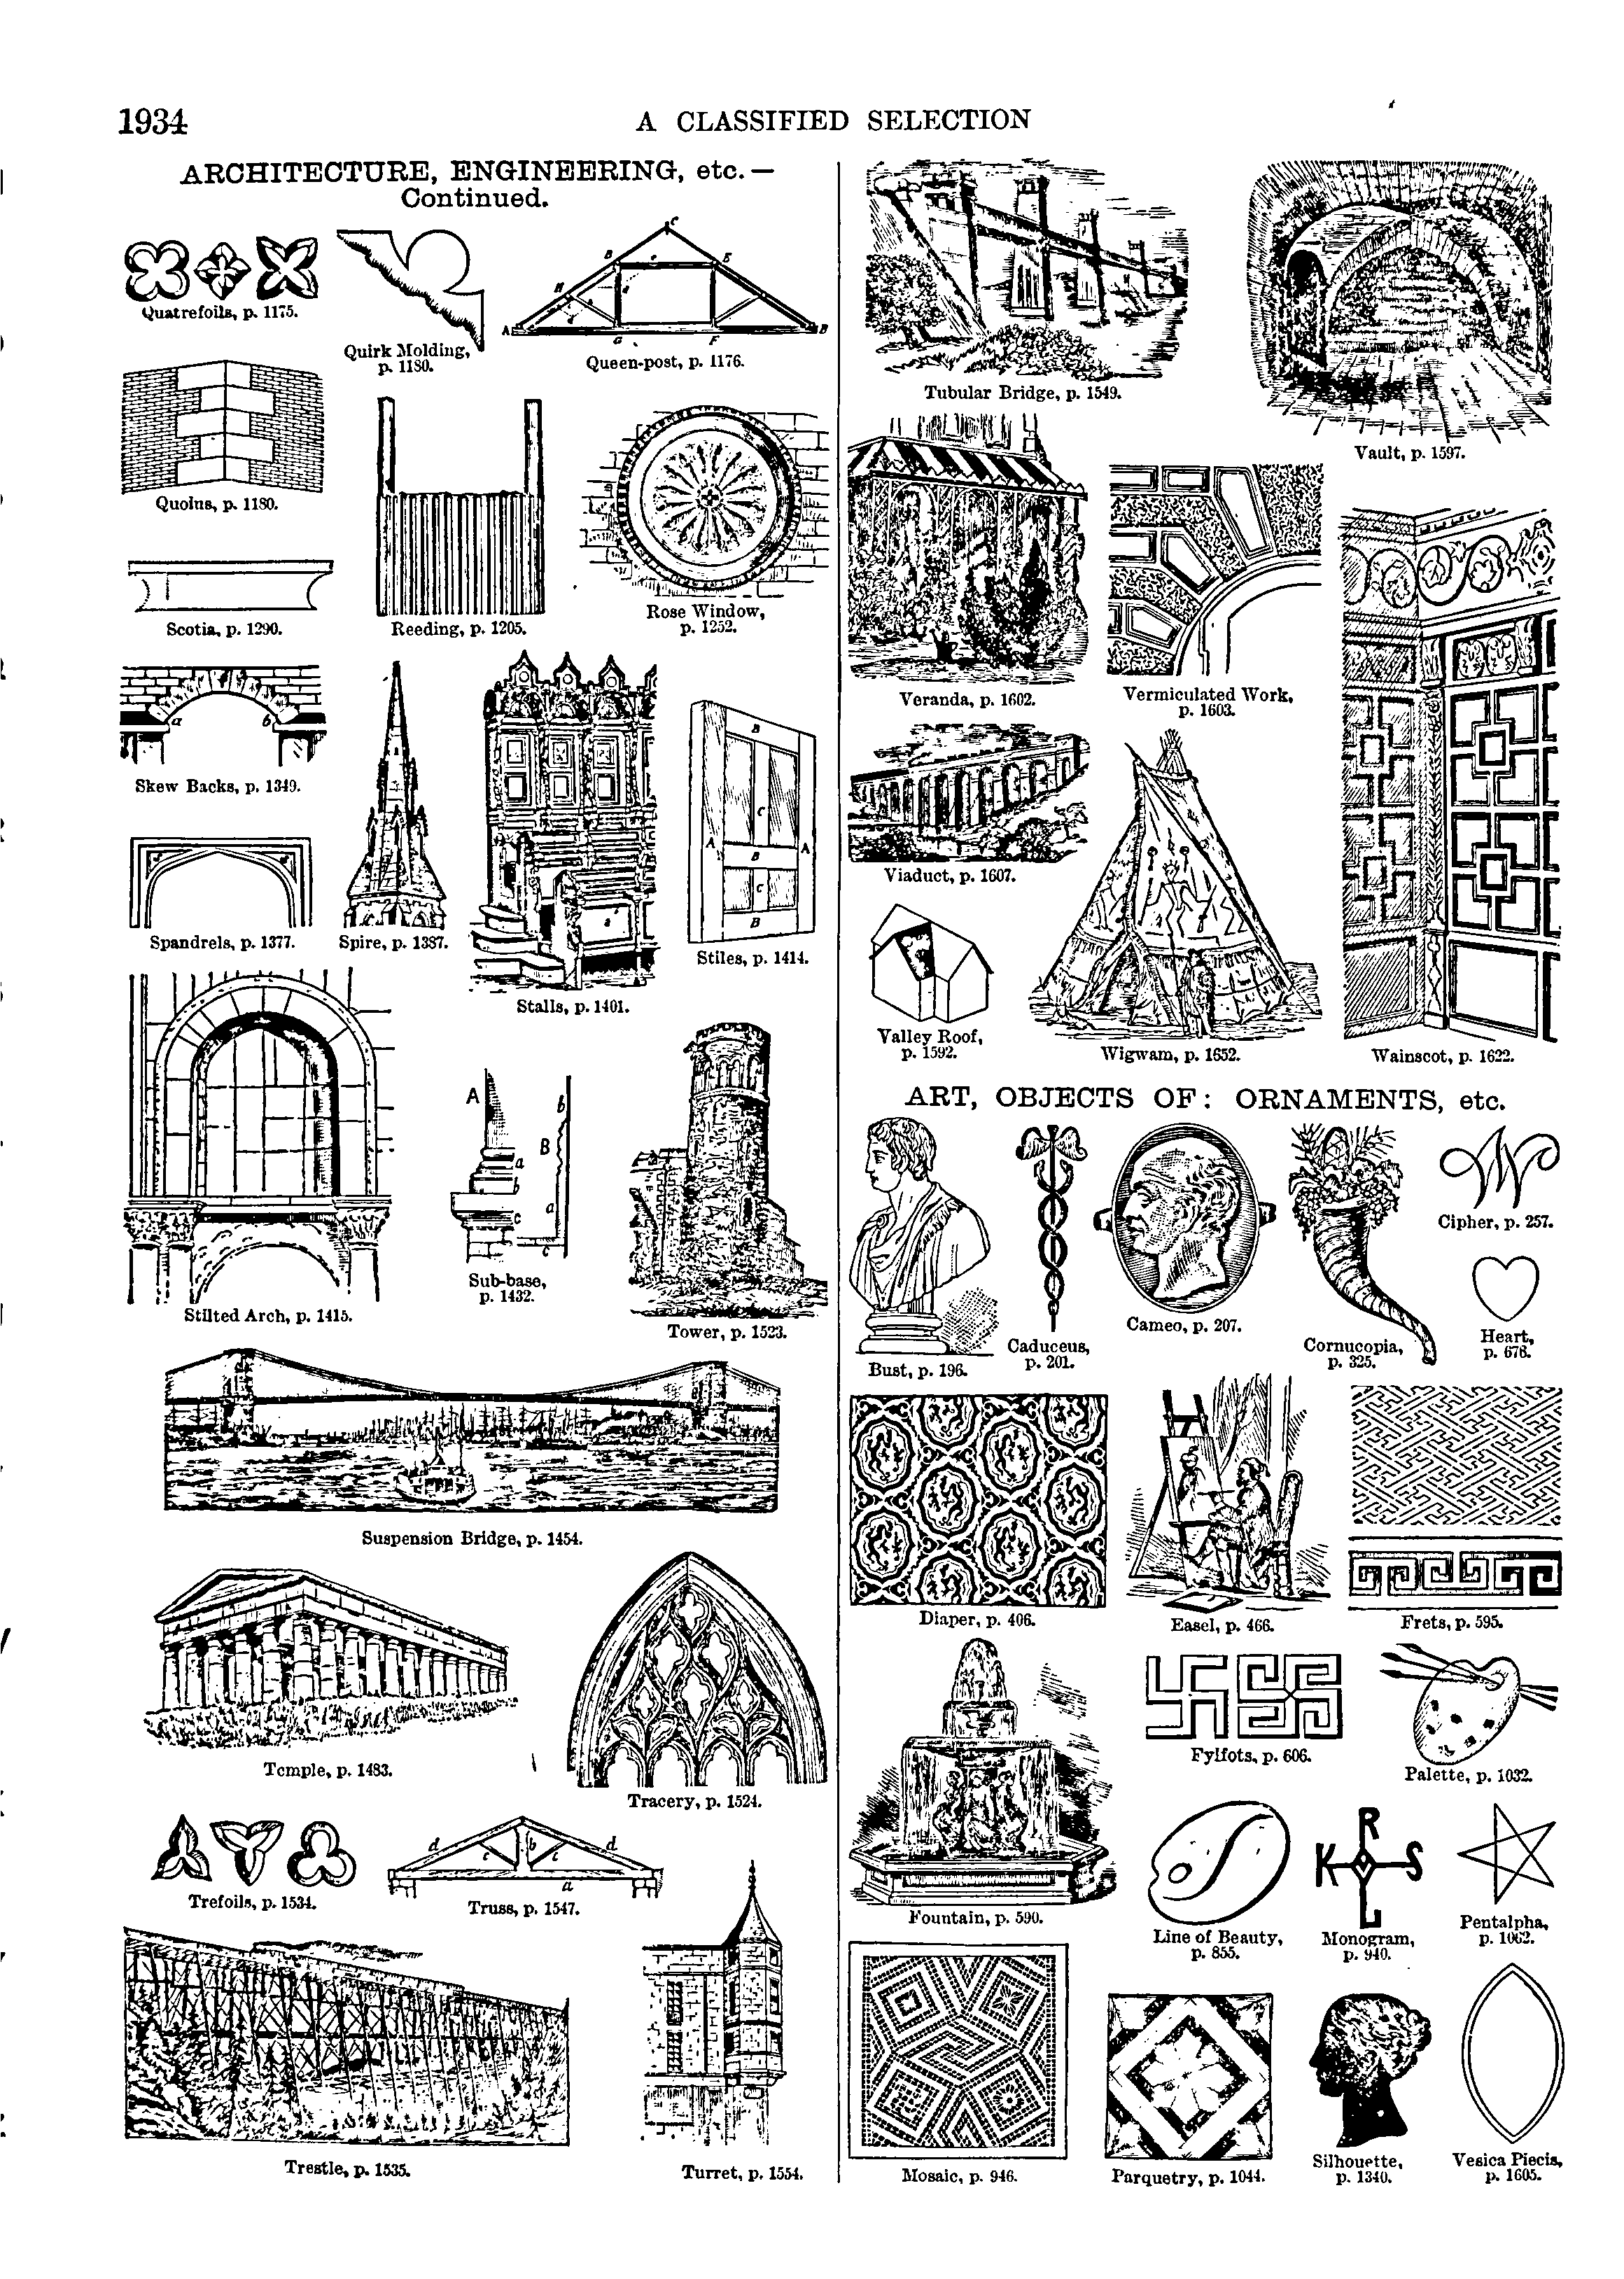 1934
A CLASSIFIED SELECTION
ARCHITECTURE, ENGINEERING, etc.—
Continued.
Quatrefoils, p. 1175.
Quirk Molding,
p. 1180.
A B C E B H G F
Queen-post, p. 1176.
Quoins, p. 1180.
Reeding, p. 1205.
Rose Window,
p. 1252.
Scotia, p. 1290.
a b
Skew Backs, p. 1349.
Spandrels, p. 1377.
Spire, p. 1387.
Stalls, p. 1401.
B
C
A B A
C
B
Stiles, p. 1414.
Stilted Arch, p. 1415.
A b
B
a
b a
c c
Sub-base,
p. 1432.
Tower, p. 1523.
Suspension Bridge, p. 1454.
Temple, p. 1483.
Tracery, p. 1524.
Trefoils, p. 1534.
d b d
c c
a
Truss, p. 1547.
Trestle, p. 1535.
Turret, p. 1554.
Tubular Bridge, p. 1549.
Vault, p. 1597.
Veranda, p. 1602.
Vermiculated Work,
p. 1603.
Viaduct, p. 1607.
Valley Roof,
p. 1592.
Wigwam, p. 1652.
Wainscot, p. 1622.
ART, OBJECTS OF: ORNAMENTS, etc.
Bust, p. 196.
Caduceus,
p. 201.
Cameo, p. 207.
Cornucopia,
p. 325.
W
Cipher, p. 257.
Heart,
p. 676.
Diaper, p. 406.
Easel, p. 466.
Frets, p. 595.
Fountain, p. 590.
Fylfots, p. 606.
Palette, p. 1032.
Line of Beauty,
p. 855.
R
K S
L
Monogram,
p. 940.
Pentalpha,
p. 1062.
Mosaic, p. 946.
Parquetry, p. 1044.
Silhouette,
p. 1340.
Vesica Piecis,
p. 1605.